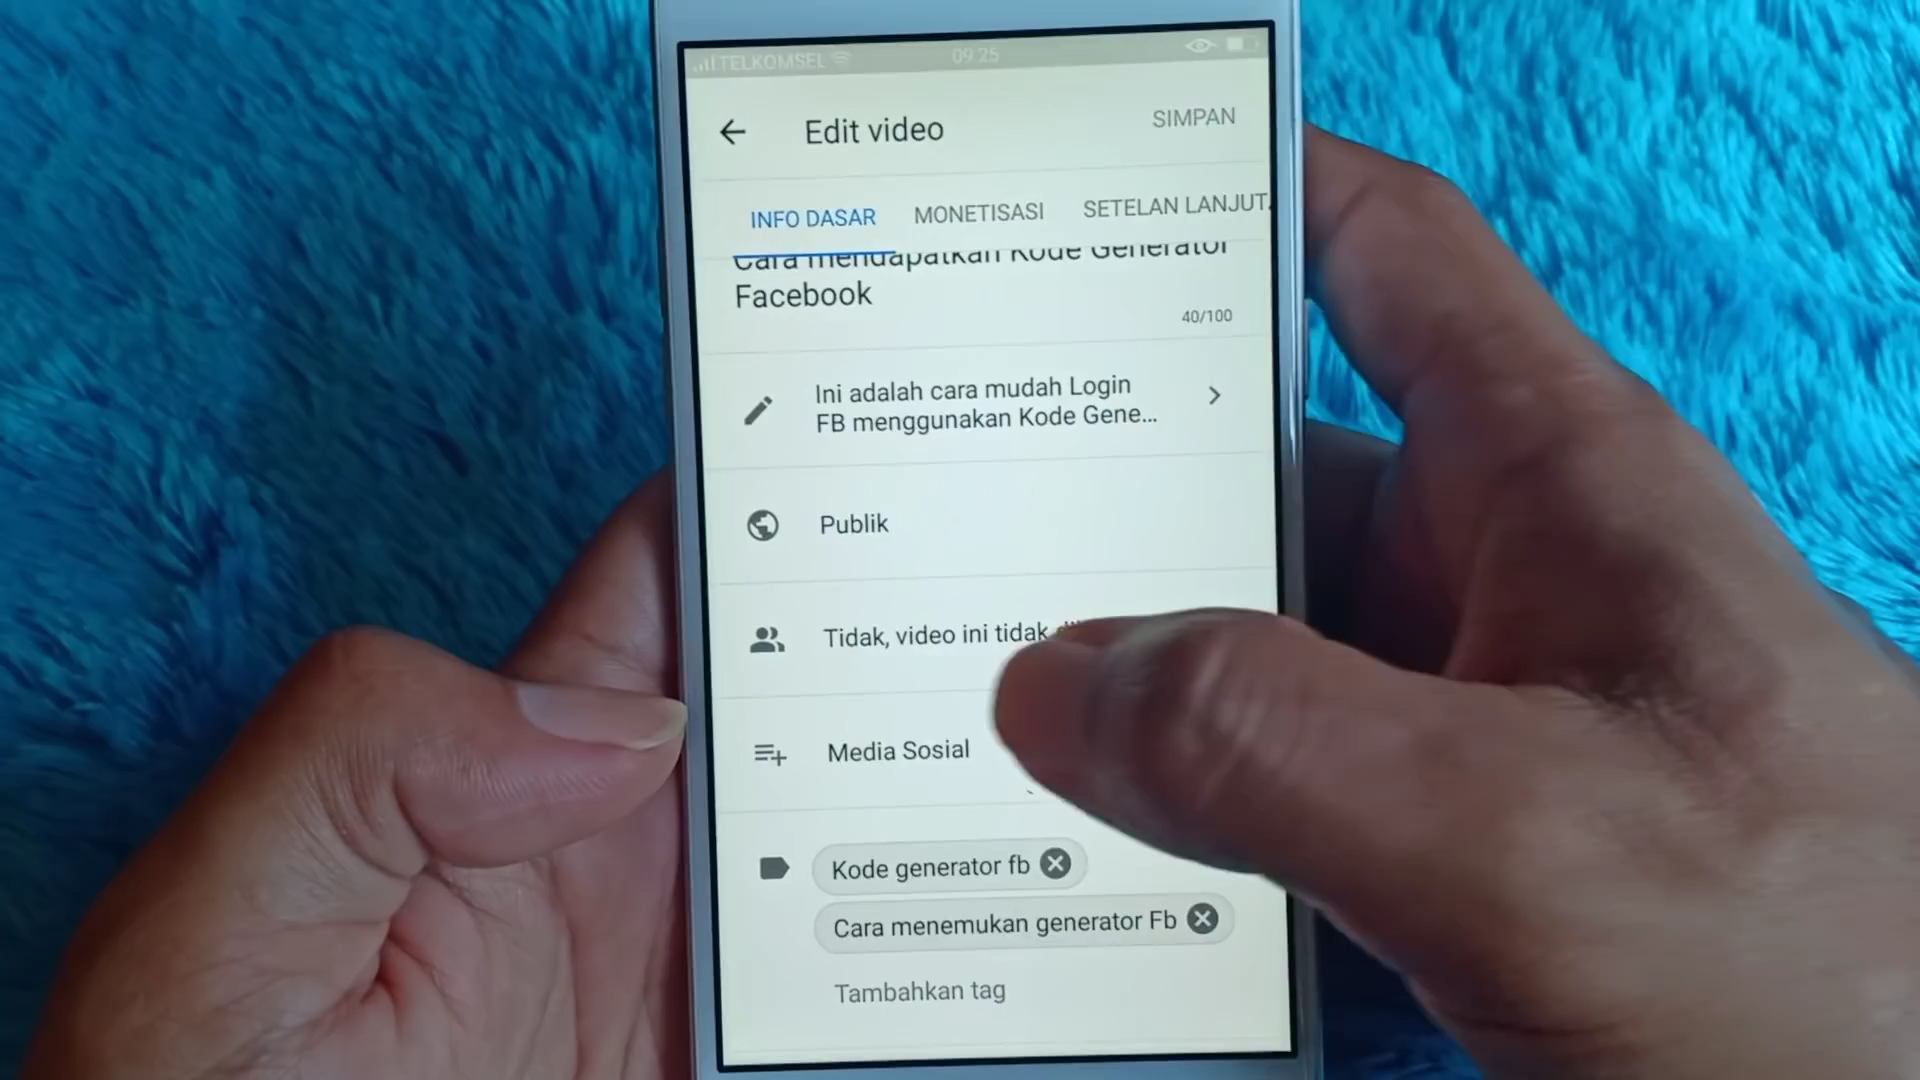 TELKOMSEL 09:25
Edit video SIMPAN
INFO DASAR MONETISASI SETELAN LANJUT
Cara mendapatkan Kode Generator
Facebook
40/100
Ini adalah cara mudah Login
FB menggunakan Kode Gene...
Publik
Tidak, video ini tidak
Media Sosial
Kode generator fb
Cara menemukan generator Fb
Tambahkan tag